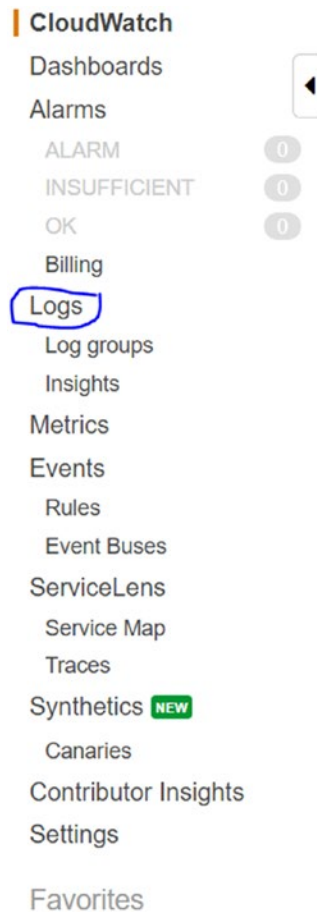 CloudWatch
Dashboards
Alarms
ALARM 0
INSUFFICIENT 0
OK 0
Billing
Logs
Log groups
Insights
Metrics
Events
Rules
Event Buses
ServiceLens
Service Map
Traces
Synthetics NEW
Canaries
Contributor Insights
Settings
Favorites